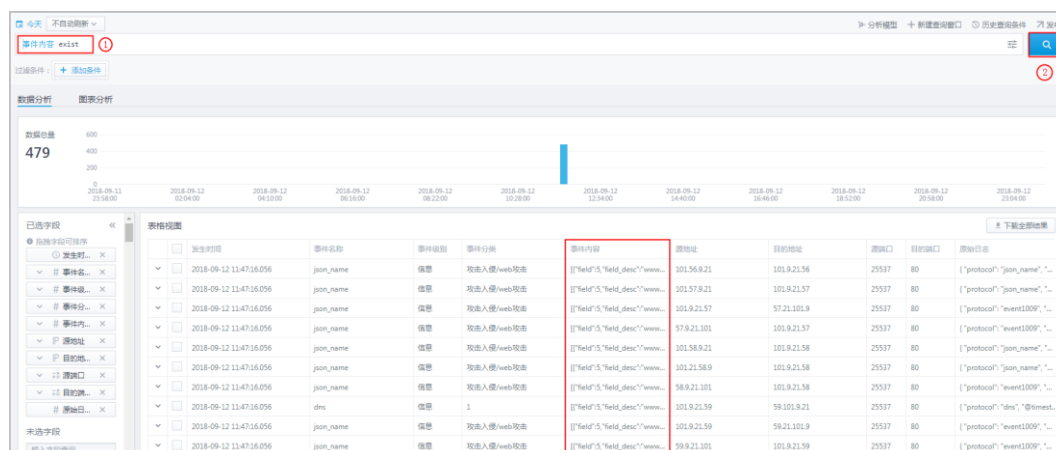 今天 不自动刷新
分析模型 + 新建查询窗口 历史查询条件
事件内容 exist ①
②
过滤条件: + 添加条件
数据分析 图表分析
数据总量
479
600
400
200
0
2018-09-11 23:58:00
2018-09-12 02:04:00
2018-09-12 04:10:00
2018-09-12 06:16:00
2018-09-12 08:22:00
2018-09-12 10:28:00
2018-09-12 12:34:00
2018-09-12 14:40:00
2018-09-12 16:46:00
2018-09-12 18:52:00
2018-09-12 20:58:00
2018-09-12 23:04:00
已选字段 «
拖拽字段可排序
发生时... ×
# 事件名... ×
# 事件级... ×
# 事件分... ×
# 事件内... ×
IP 源地址 ×
IP 目的地... ×
源端口 ×
目的端... ×
# 原始日... ×
未选字段
表格视图 下载全部结果
发生时间 事件名称 事件级别 事件分类 事件内容 源地址 目的地址 源端口 目的端口 原始日志
2018-09-12 11:47:16.056 json_name 信息 攻击入侵/web攻击 [{"field":5,"field_desc":"www... 101.56.9.21 101.9.21.56 25537 80 { "protocol": "json_name", "...
2018-09-12 11:47:16.056 json_name 信息 攻击入侵/web攻击 [{"field":5,"field_desc":"www... 101.57.9.21 101.9.21.57 25537 80 { "protocol": "json_name", "...
2018-09-12 11:47:16.056 json_name 信息 攻击入侵/web攻击 [{"field":5,"field_desc":"www... 101.9.21.57 57.21.101.9 25537 80 { "protocol": "event1009", "...
2018-09-12 11:47:16.056 json_name 信息 攻击入侵/web攻击 [{"field":5,"field_desc":"www... 57.9.21.101 101.9.21.57 25537 80 { "protocol": "event1009", "...
2018-09-12 11:47:16.056 json_name 信息 攻击入侵/web攻击 [{"field":5,"field_desc":"www... 101.58.9.21 101.9.21.58 25537 80 { "protocol": "json_name", "...
2018-09-12 11:47:16.056 json_name 信息 攻击入侵/web攻击 [{"field":5,"field_desc":"www... 101.21.58.9 101.9.21.58 25537 80 { "protocol": "json_name", "...
2018-09-12 11:47:16.056 json_name 信息 攻击入侵/web攻击 [{"field":5,"field_desc":"www... 58.9.21.101 101.9.21.58 25537 80 { "protocol": "event1009", "...
2018-09-12 11:47:16.056 dns 信息 1 [{"field":5,"field_desc":"www... 101.9.21.59 59.101.9.21 25537 80 { "protocol": "dns", "@timest...
2018-09-12 11:47:16.056 json_name 信息 攻击入侵/web攻击 [{"field":5,"field_desc":"www... 101.9.21.59 59.21.101.9 25537 80 { "protocol": "event1009", "...
2018-09-12 11:47:16.056 json_name 信息 攻击入侵/web攻击 [{"field":5,"field_desc":"www... 59.9.21.101 101.9.21.59 25537 80 { "protocol": "event1009", "...